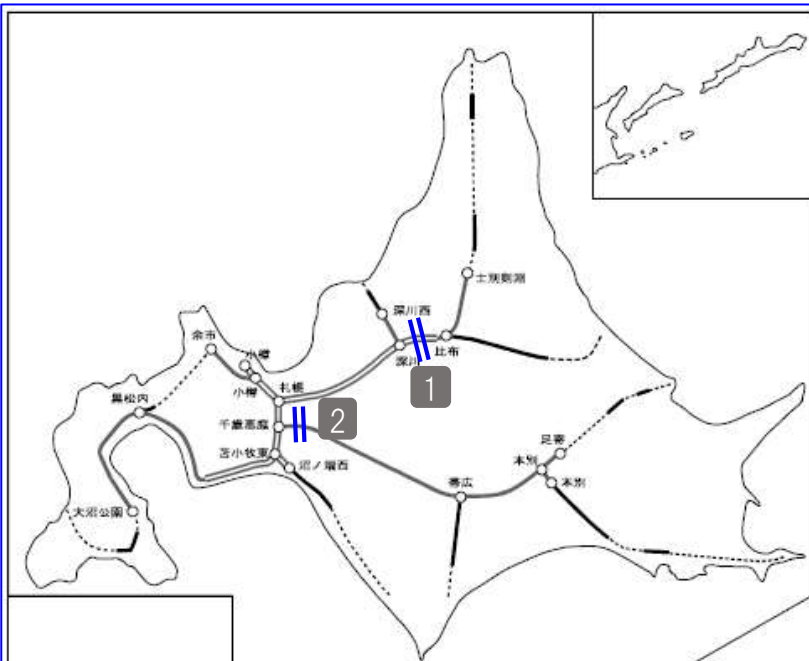 士別剣淵
深川西
深川
比布
1
余市
小樽
小樽
札幌
黒松内
千歳恵庭
2
苫小牧東
沼ノ端西
足寄
本別
本別
帯広
大沼公園